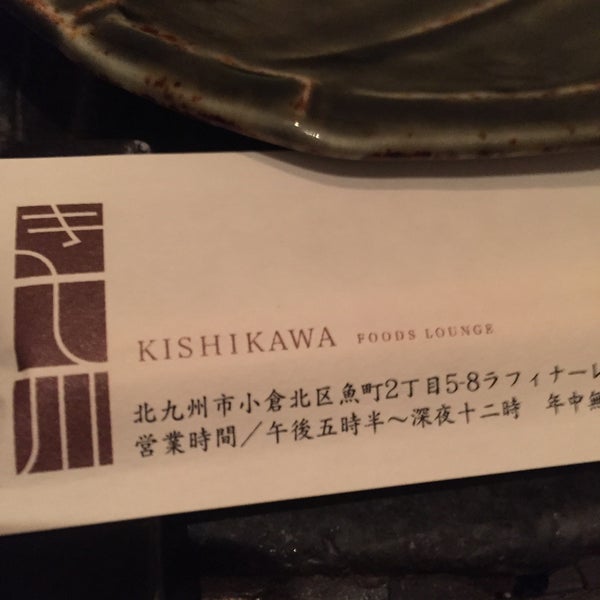 きし川
KISHIKAWA FOODS LOUNGE
北九州市小倉北区魚町2丁目5-8ラフィナーレ
営業時間／午後五時半～深夜十二時 年中無